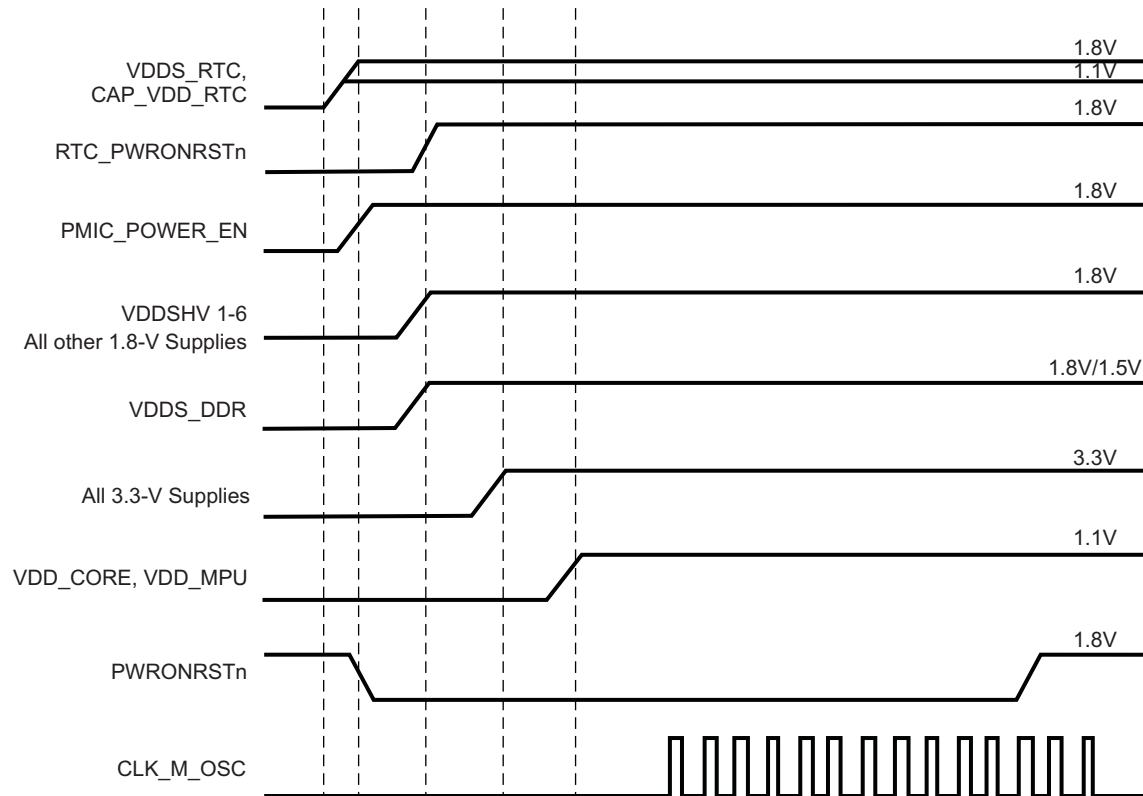 VDDS_RTC,
CAP_VDD_RTC
1.8V
1.1V
RTC_PWRONRSTn
1.8V
PMIC_POWER_EN
1.8V
VDDSHV 1-6
All other 1.8-V Supplies
1.8V
VDDS_DDR
1.8V/1.5V
All 3.3-V Supplies
3.3V
VDD_CORE, VDD_MPU
1.1V
PWRONRSTn
1.8V
CLK_M_OSC